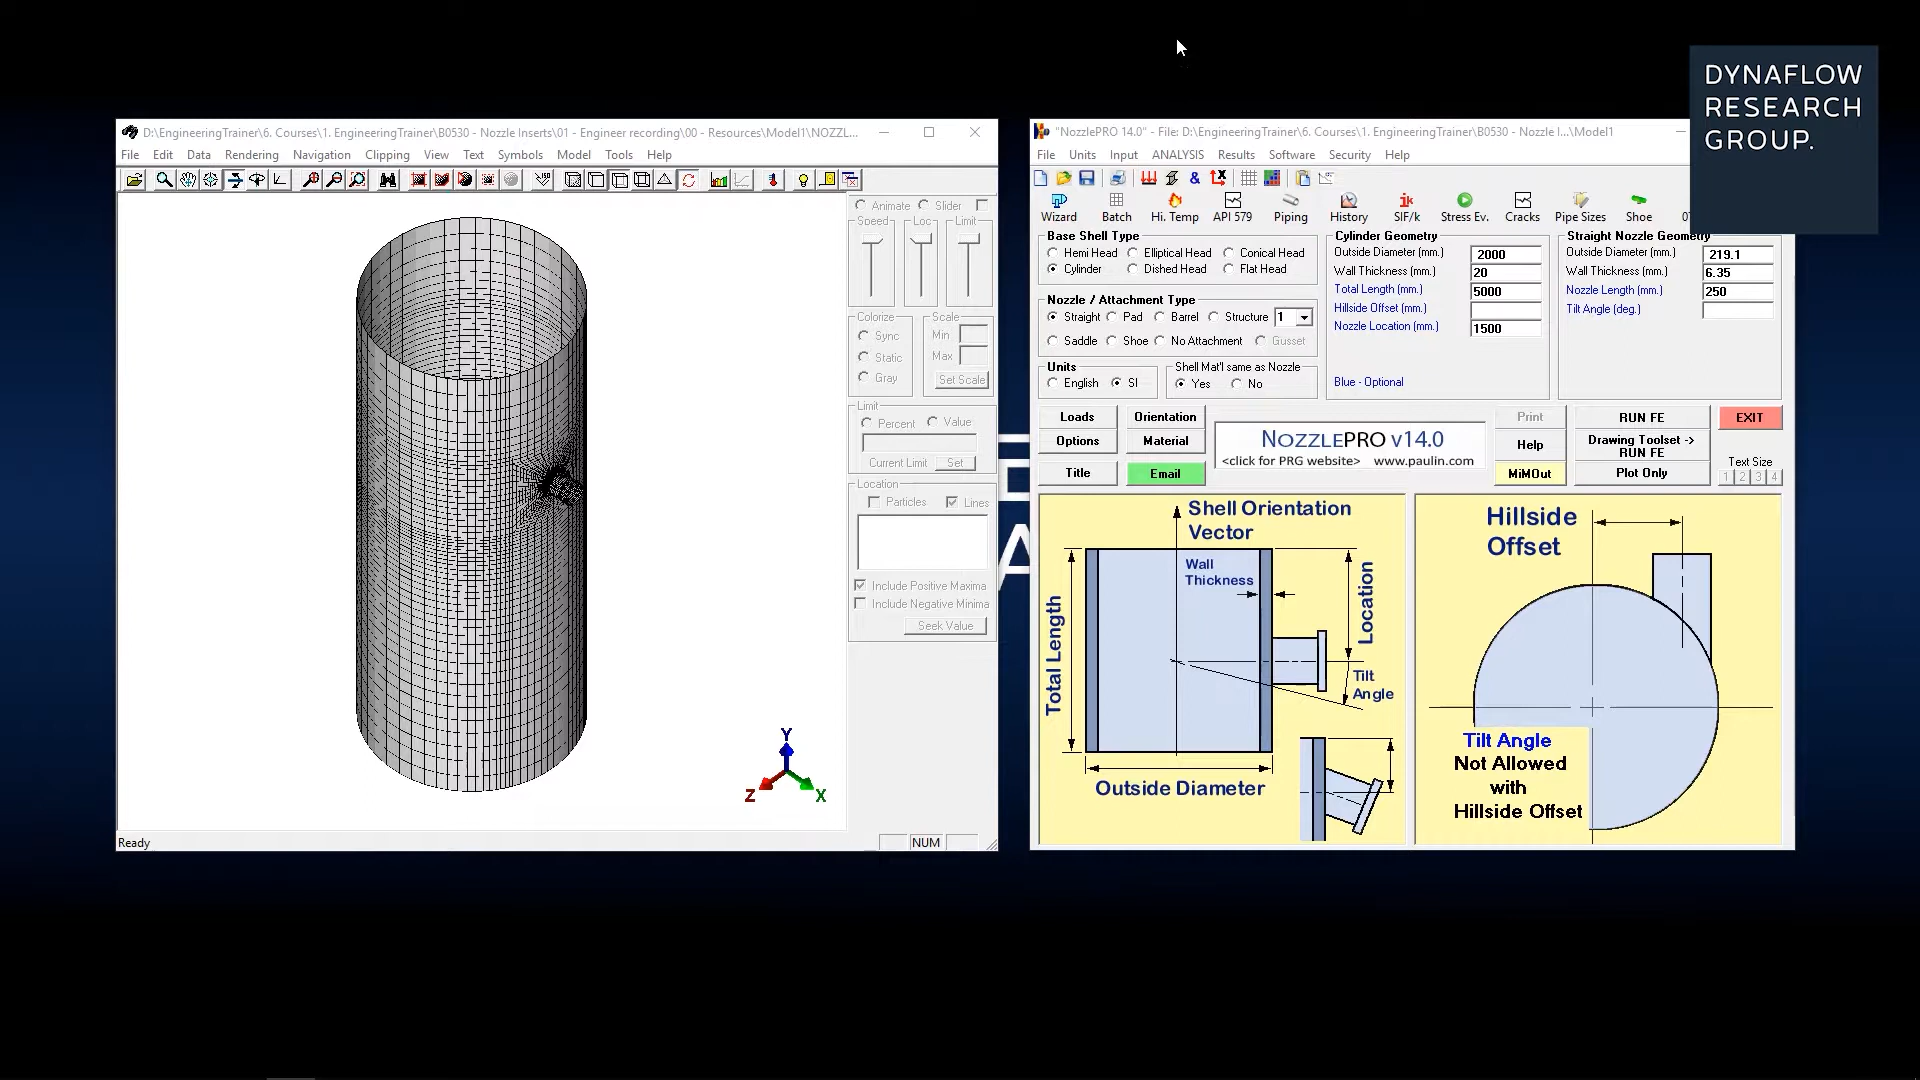 DYNAFLOW
RESEARCH
GROUP.
D:\EngineeringTrainer\6. Courses\1. EngineeringTrainer\B0530 - Nozzle Inserts\01 - Engineer recording\00 - Resources\Model1\NOZZL...
File Edit Data Rendering Navigation Clipping View Text Symbols Model Tools Help
Animate Slider
Speed Loc Limit
Colorize Scale
Sync Min
Static Max
Gray Set Scale
Limit
Percent Value
Current Limit Set
Location
Particles Lines
Include Positive Maxima
Include Negative Minima
Seek Value
Y
Z X
Ready NUM
"NozzlePRO 14.0" - File: D:\EngineeringTrainer\6. Courses\1. EngineeringTrainer\B0530 - Nozzle I...\Model1
File Units Input ANALYSIS Results Software Security Help
Wizard Batch Hi. Temp API 579 Piping History SIF/k Stress Ev. Cracks Pipe Sizes Shoe
Base Shell Type
Hemi Head Elliptical Head Conical Head
Cylinder Dished Head Flat Head
Nozzle / Attachment Type
Straight Pad Barrel Structure 1
Saddle Shoe No Attachment Gusset
Units
English SI
Shell Mat'l same as Nozzle
Yes No
Cylinder Geometry
Outside Diameter (mm.) 2000
Wall Thickness (mm.) 20
Total Length (mm.) 5000
Hillside Offset (mm.)
Nozzle Location (mm.) 1500
Blue - Optional
Straight Nozzle Geometry
Outside Diameter (mm.) 219.1
Wall Thickness (mm.) 6.35
Nozzle Length (mm.) 250
Tilt Angle (deg.)
Loads Orientation
Options Material
Title Email
NOZZLEPRO v14.0
<click for PRG website> www.paulin.com
Print
Help
MiMOut
RUN FE
Drawing Toolset ->
RUN FE
Plot Only
EXIT
Text Size
1 2 3 4
Shell Orientation
Vector
Wall
Thickness
Location
Total Length
Tilt
Angle
Outside Diameter
Hillside
Offset
Tilt Angle
Not Allowed
with
Hillside Offset